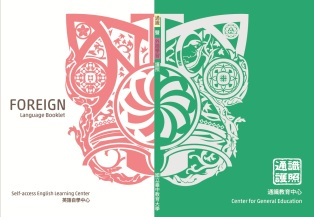 FOREIGN
Language Booklet
Self-access English Learning Center
英語自學中心
通識
護照
通識教育中心
Center for General Education